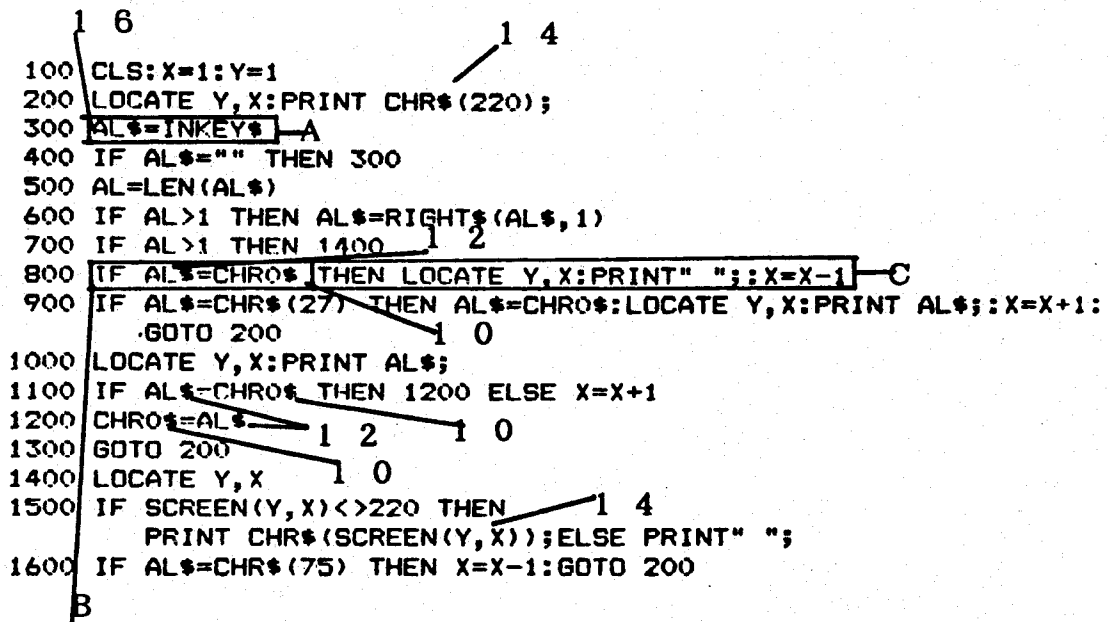 1 6
1 4
100 CLS:X=1:Y=1
200 LOCATE Y,X:PRINT CHR$(220);
300 AL$=INKEY$ A
400 IF AL$="" THEN 300
500 AL=LEN(AL$)
600 IF AL>1 THEN AL$=RIGHT$(AL$,1)
700 IF AL>1 THEN 1400 1 2
800 IF AL$=CHRO$ THEN LOCATE Y,X:PRINT" ";:X=X-1 C
900 IF AL$=CHR$(27) THEN AL$=CHRO$:LOCATE Y,X:PRINT AL$;:X=X+1:
GOTO 200 1 0
1000 LOCATE Y,X:PRINT AL$;
1100 IF AL$=CHRO$ THEN 1200 ELSE X=X+1
1200 CHRO$=AL$ 1 2 1 0
1300 GOTO 200
1400 LOCATE Y,X 1 0
1500 IF SCREEN(Y,X)<>220 THEN 1 4
PRINT CHR$(SCREEN(Y,X));ELSE PRINT" ";
1600 IF AL$=CHR$(75) THEN X=X-1:GOTO 200
B